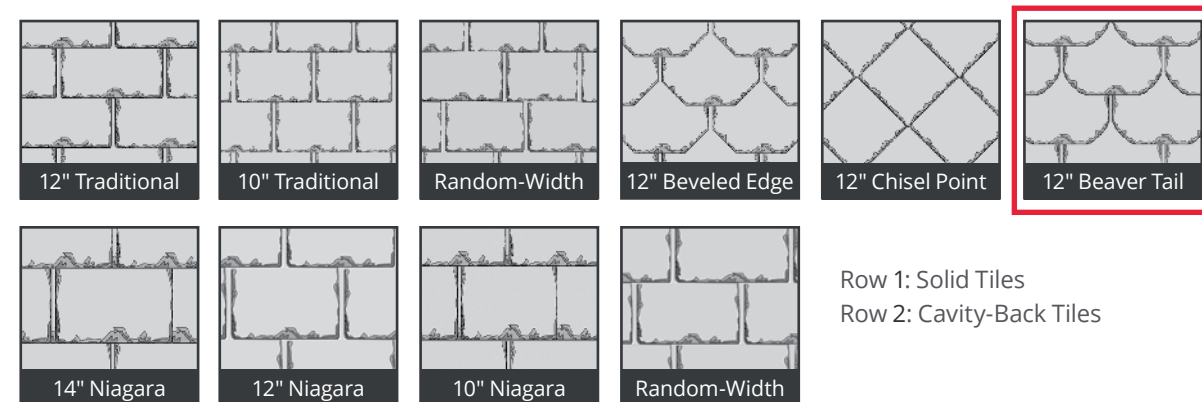 12" Traditional
10" Traditional
Random-Width
12" Beveled Edge
12" Chisel Point
12" Beaver Tail
14" Niagara
12" Niagara
10" Niagara
Random-Width
Row 1: Solid Tiles
Row 2: Cavity-Back Tiles